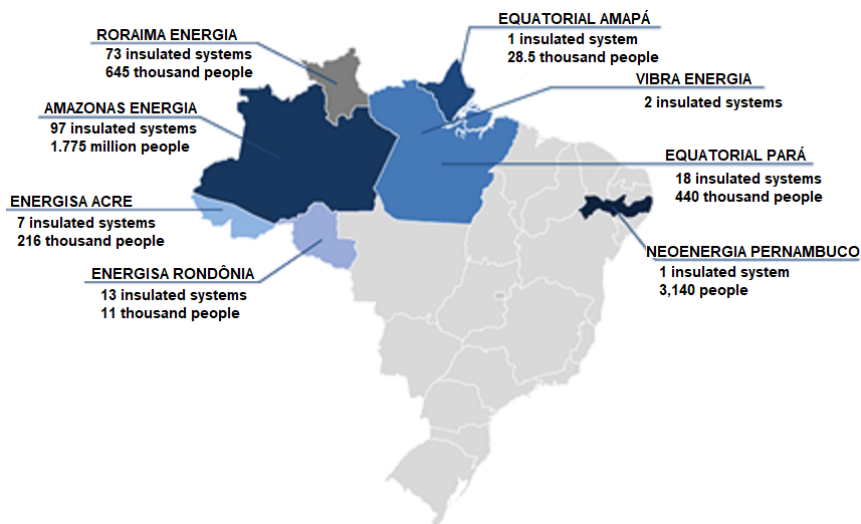 RORAIMA ENERGIA
73 insulated systems
645 thousand people
AMAZONAS ENERGIA
97 insulated systems
1.775 million people
ENERGISA ACRE
7 insulated systems
216 thousand people
ENERGISA RONDÔNIA
13 insulated systems
11 thousand people
EQUATORIAL AMAPÁ
1 insulated system
28.5 thousand people
VIBRA ENERGIA
2 insulated systems
EQUATORIAL PARÁ
18 insulated systems
440 thousand people
NEOENERGIA PERNAMBUCO
1 insulated system
3,140 people